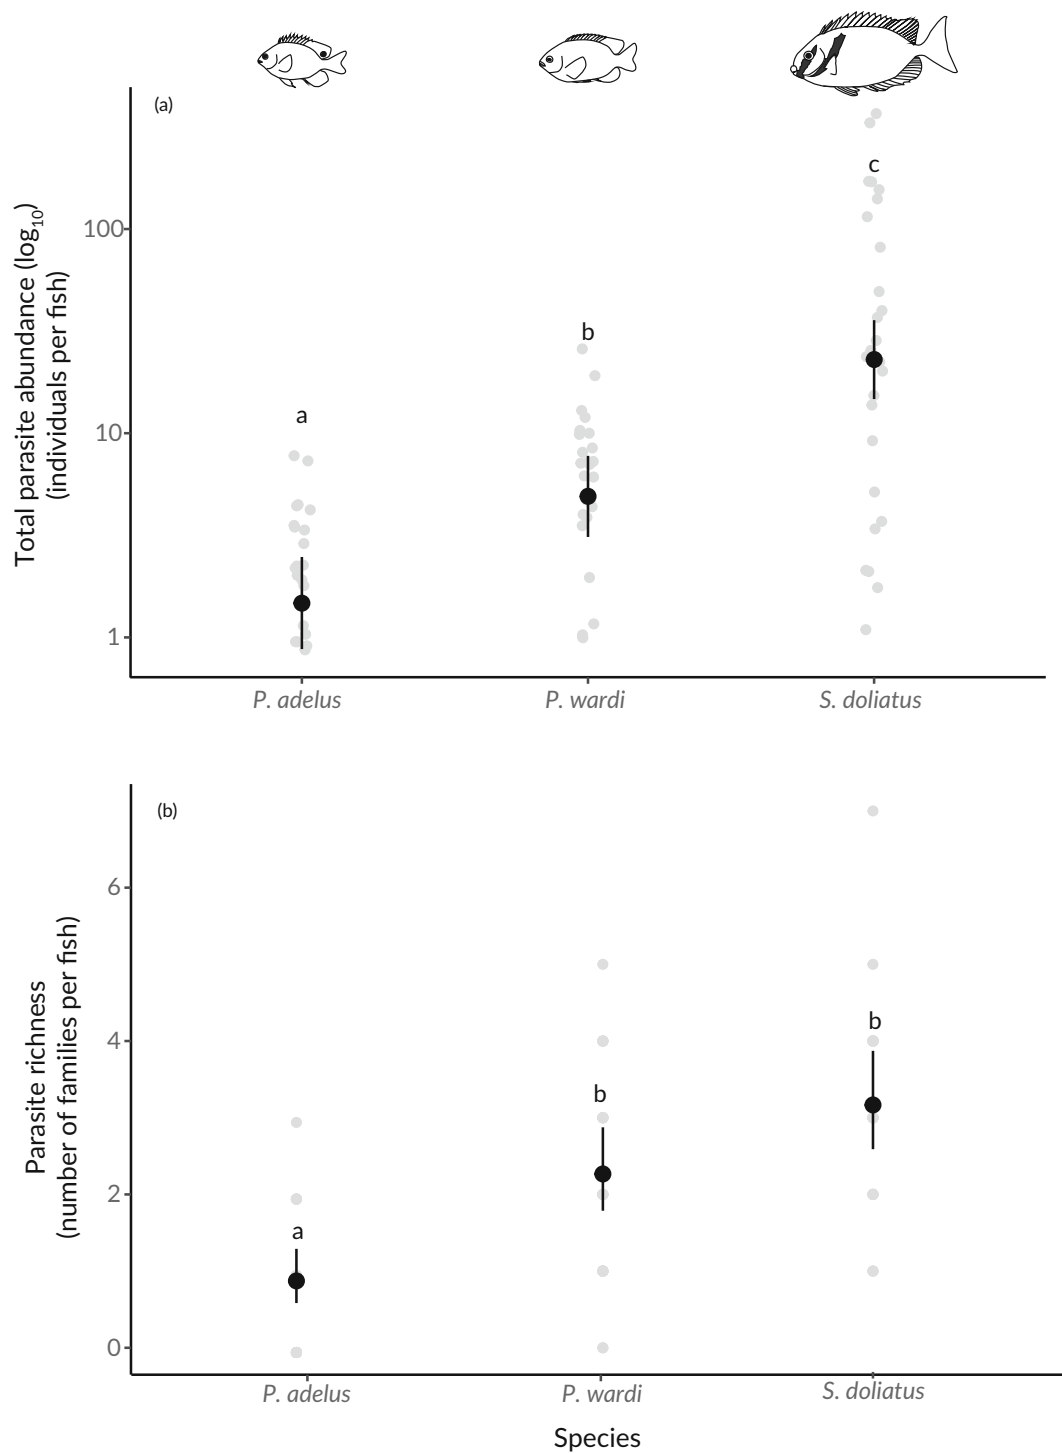 (a)
Total parasite abundance (log10)
(individuals per fish)
100
10
1
a
b
c
P. adelus
P. wardi
S. doliatus
(b)
Parasite richness
(number of families per fish)
6
4
2
0
a
b
b
P. adelus
P. wardi
S. doliatus
Species